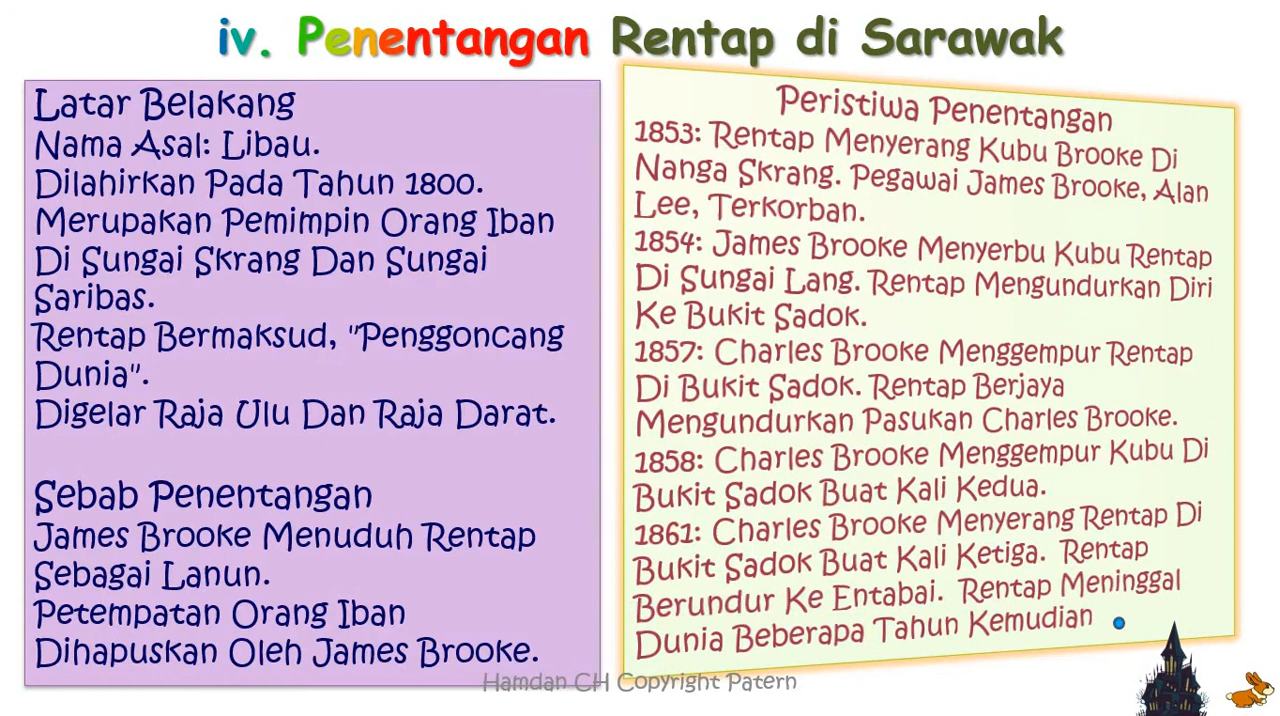 iv. Penentangan Rentap di Sarawak
Latar Belakang
Nama Asal: Libau.
Dilahirkan Pada Tahun 1800.
Merupakan Pemimpin Orang Iban
Di Sungai Skrang Dan Sungai
Saribas.
Rentap Bermaksud, "Penggoncang
Dunia".
Digelar Raja Ulu Dan Raja Darat.
Sebab Penentangan
James Brooke Menuduh Rentap
Sebagai Lanun.
Petempatan Orang Iban
Dihapuskan Oleh James Brooke.
Peristiwa Penentangan
1853: Rentap Menyerang Kubu Brooke Di
Nanga Skrang. Pegawai James Brooke, Alan
Lee, Terkorban.
1854: James Brooke Menyerbu Kubu Rentap
Di Sungai Lang. Rentap Mengundurkan Diri
Ke Bukit Sadok.
1857: Charles Brooke Menggempur Rentap
Di Bukit Sadok. Rentap Berjaya
Mengundurkan Pasukan Charles Brooke.
1858: Charles Brooke Menggempur Kubu Di
Bukit Sadok Buat Kali Kedua.
1861: Charles Brooke Menyerang Rentap Di
Bukit Sadok Buat Kali Ketiga. Rentap
Berundur Ke Entabai. Rentap Meninggal
Dunia Beberapa Tahun Kemudian
Hamdan CH Copyright Patern